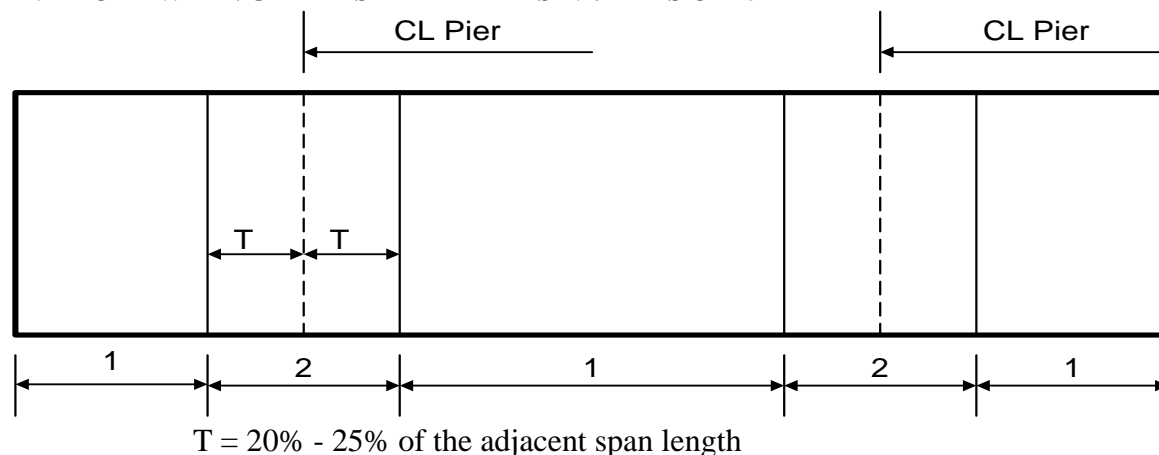 CL Pier CL Pier
T T
1 2 1 2 1
T = 20% - 25% of the adjacent span length